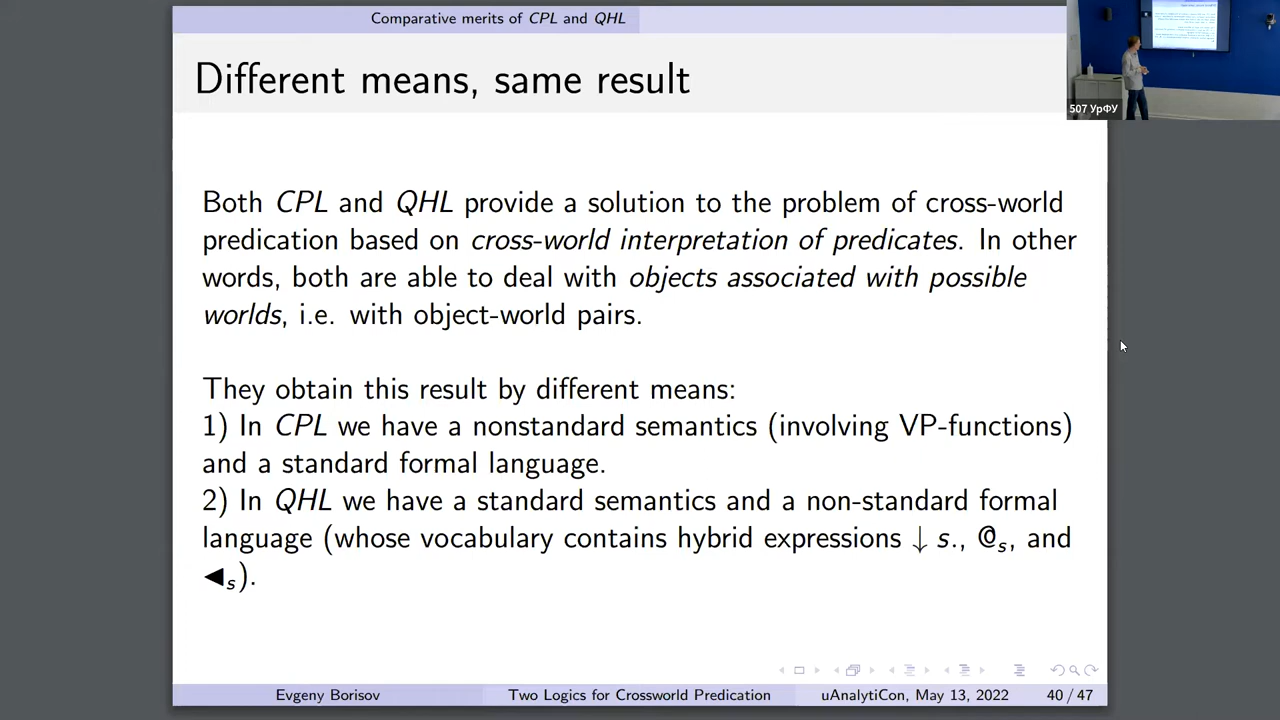 Comparative merits of CPL and QHL
Different means, same result
507 УрФУ
Both CPL and QHL provide a solution to the problem of cross-world
predication based on cross-world interpretation of predicates. In other
words, both are able to deal with objects associated with possible
worlds, i.e. with object-world pairs.
They obtain this result by different means:
1) In CPL we have a nonstandard semantics (involving VP-functions)
and a standard formal language.
2) In QHL we have a standard semantics and a non-standard formal
language (whose vocabulary contains hybrid expressions ↓ s., @ₛ, and
◀ₛ).
Evgeny Borisov
Two Logics for Crossworld Predication
uAnalytiCon, May 13, 2022
40 / 47